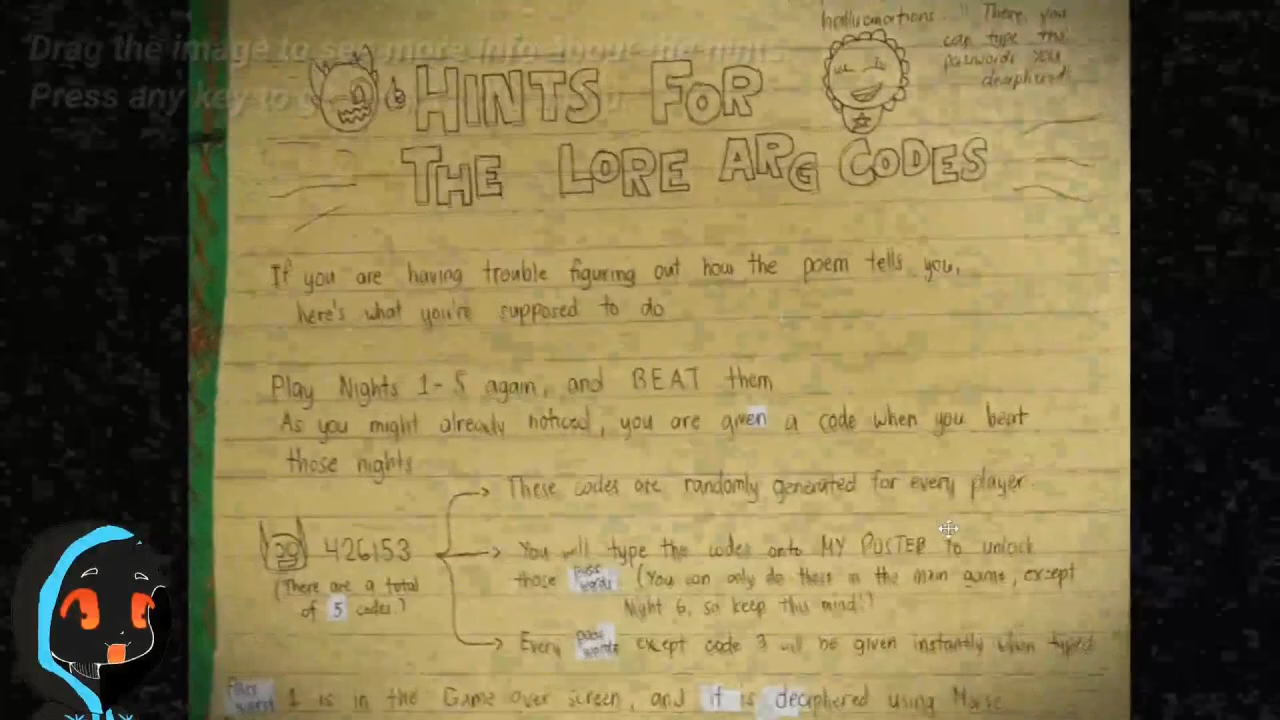 Drag the image to see more info about the hints
Press any key to g
hallucinations..." There, you
can type the
passwords you
deciphered!
HINTS FOR
THE LORE ARG CODES
If you are having trouble figuring out how the poem tells you,
here's what you're supposed to do
Play Nights 1-5 again, and BEAT them
As you might already noticed, you are given a code when you beat
those nights
These codes are randomly generated for every player.
426153
(There are a total
of 5 codes.)
You will type the codes onto MY POSTER to unlock
those pass words (You can only do these in the main game, except
Night 6, so keep this mind!)
Every pass words except code 3 will be given instantly when typed
Pass word 1 is in the Game over screen, and it is deciphered using Morse